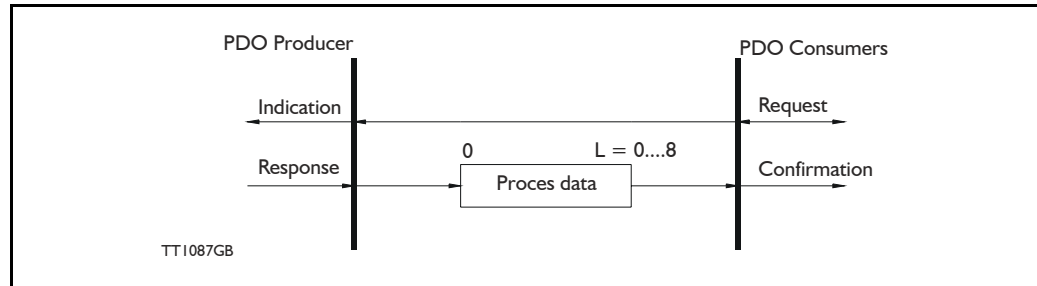 PDO Producer
PDO Consumers
Indication
Request
0
L = 0....8
Response
Proces data
Confirmation
TT1087GB